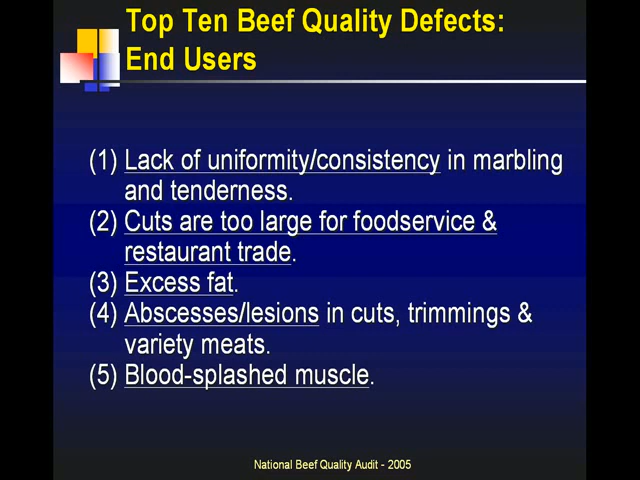 Top Ten Beef Quality Defects:
End Users
(1) Lack of uniformity/consistency in marbling
and tenderness.
(2) Cuts are too large for foodservice &
restaurant trade.
(3) Excess fat.
(4) Abscesses/lesions in cuts, trimmings &
variety meats.
(5) Blood-splashed muscle.
National Beef Quality Audit - 2005